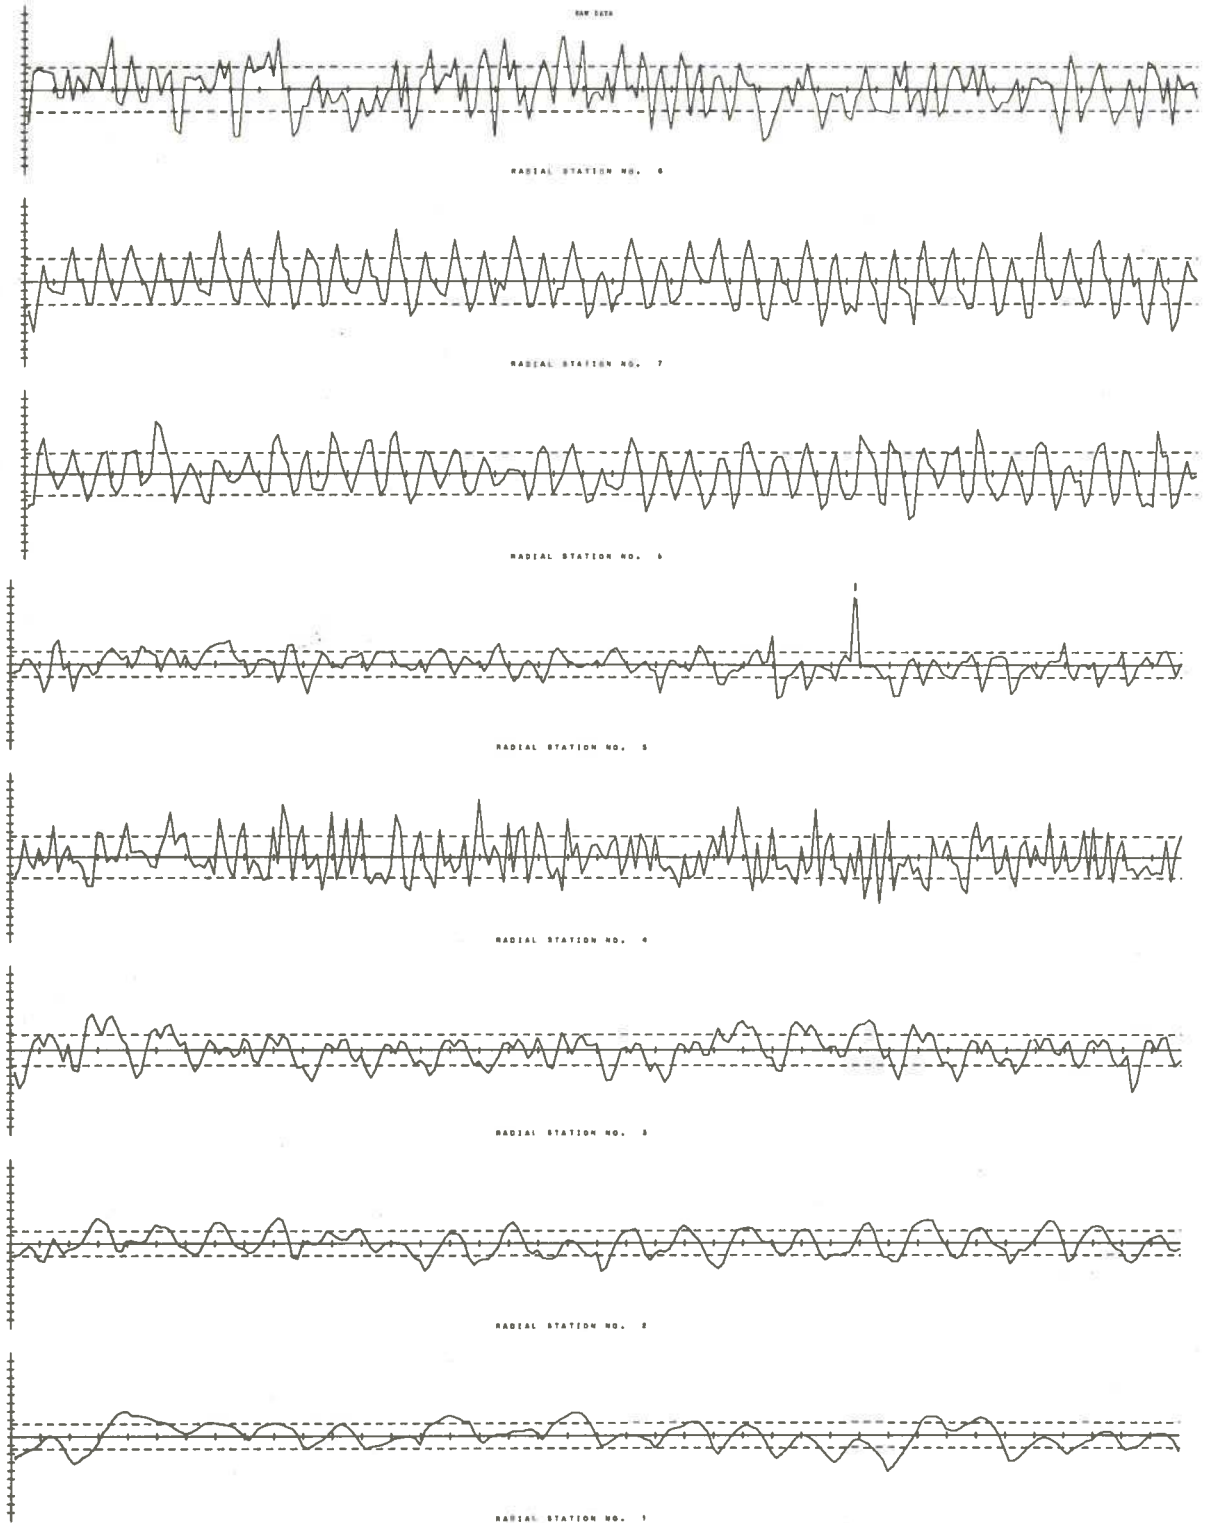 RAW DATA
RADIAL STATION NO. 8
RADIAL STATION NO. 7
RADIAL STATION NO. 6
RADIAL STATION NO. 5
RADIAL STATION NO. 4
RADIAL STATION NO. 3
RADIAL STATION NO. 2
RADIAL STATION NO. 1